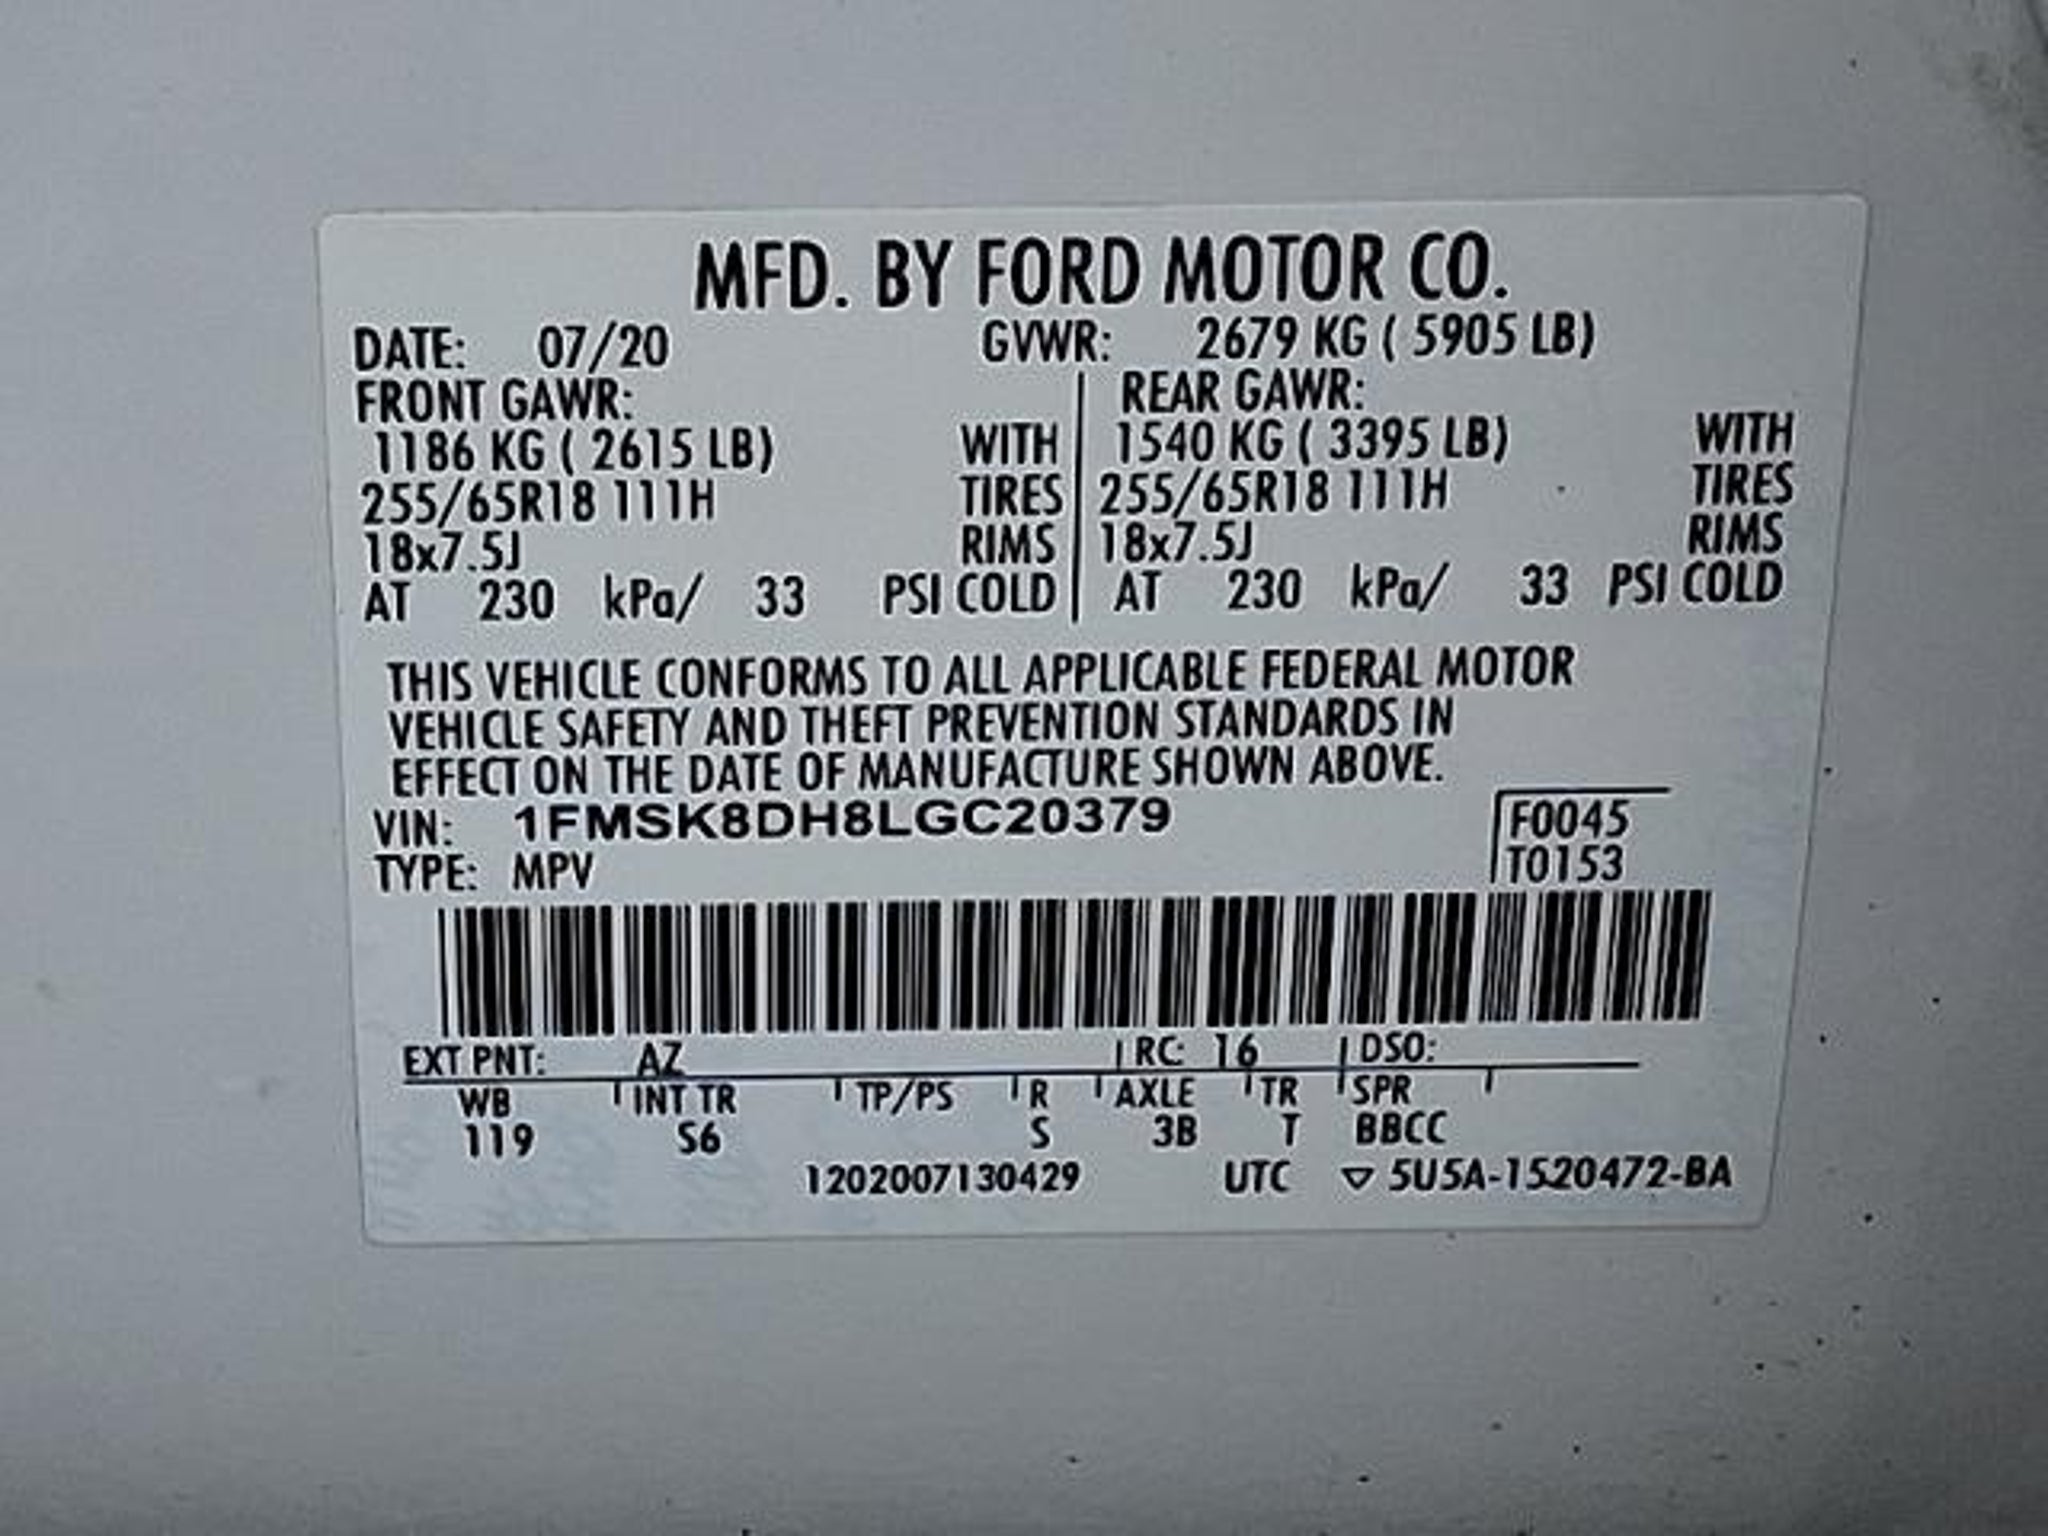 MFD. BY FORD MOTOR CO.
DATE: 07/20 GVWR: 2679 KG ( 5905 LB)
FRONT GAWR: REAR GAWR:
1186 KG ( 2615 LB) WITH 1540 KG ( 3395 LB) WITH
255/65R18 111H TIRES 255/65R18 111H TIRES
18x7.5J RIMS 18x7.5J RIMS
AT 230 kPa/ 33 PSI COLD AT 230 kPa/ 33 PSI COLD
THIS VEHICLE CONFORMS TO ALL APPLICABLE FEDERAL MOTOR
VEHICLE SAFETY AND THEFT PREVENTION STANDARDS IN
EFFECT ON THE DATE OF MANUFACTURE SHOWN ABOVE.
VIN: 1FMSK8DH8LGC20379 F0045
TYPE: MPV T0153
EXT PNT: AZ RC: 16 DSO:
WB INT TR TP/PS R AXLE TR SPR
119 S6 S 3B T BBCC
1202007130429 UTC ▽ 5U5A-1520472-BA